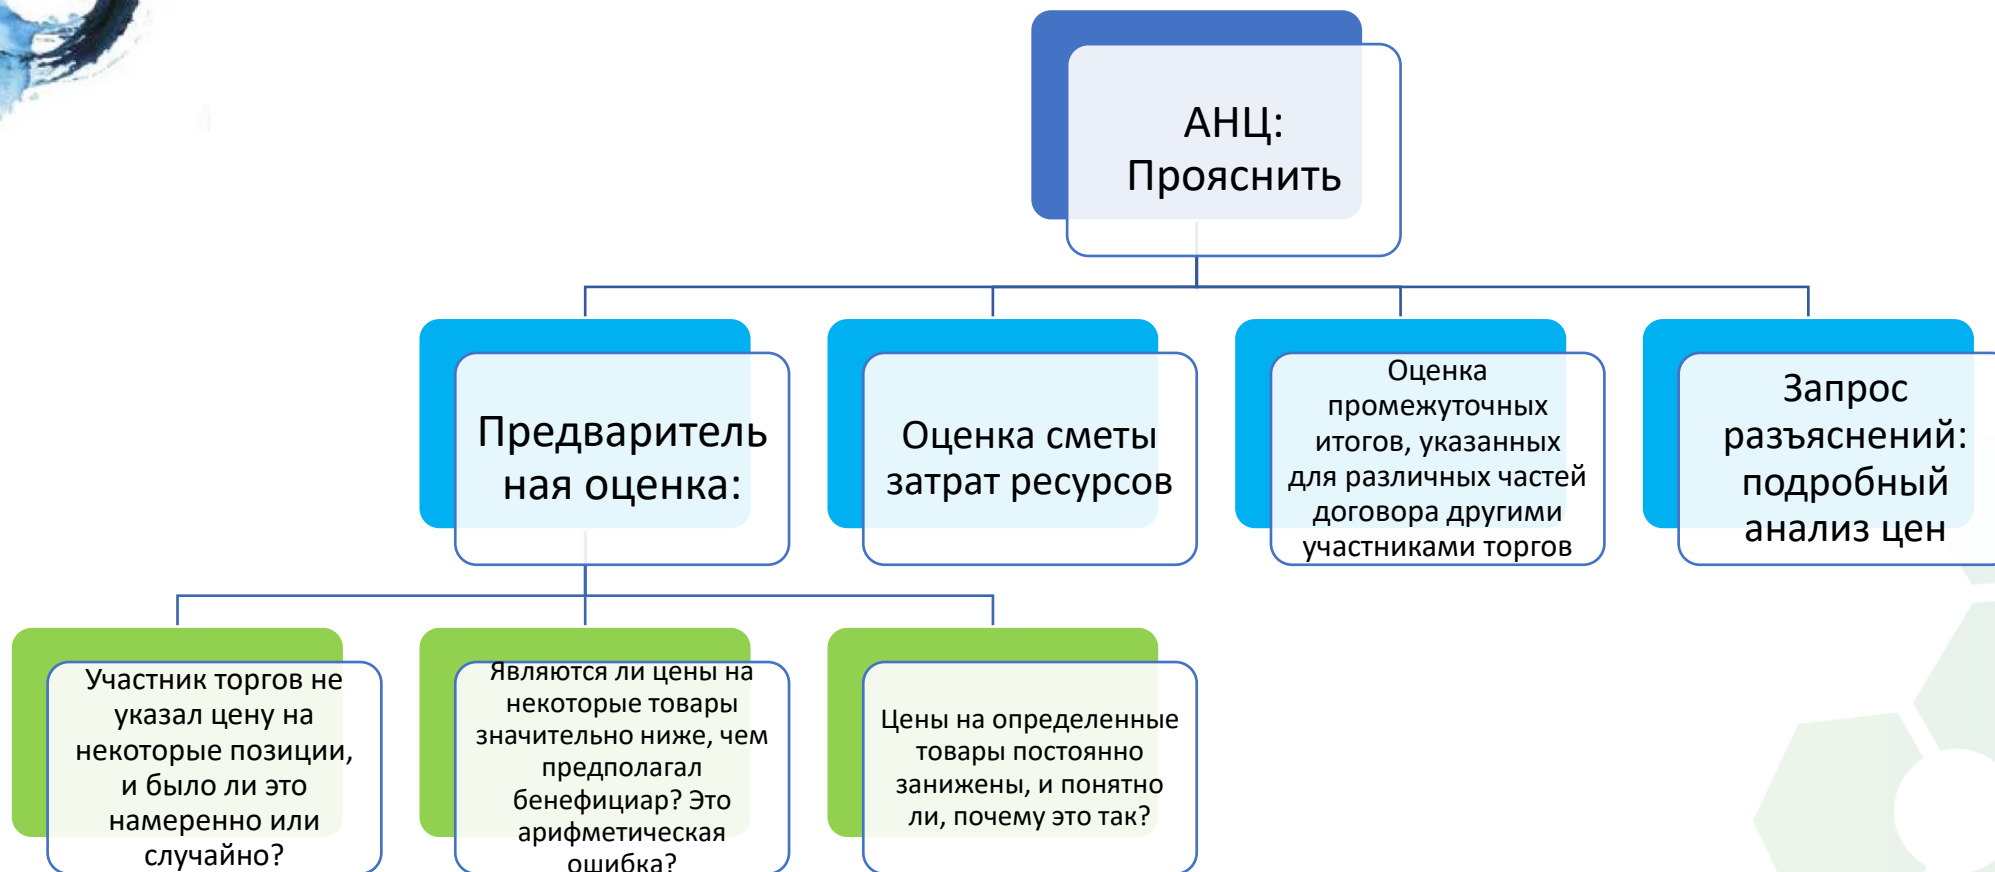 АНЦ:
Прояснить
Предваритель
ная оценка:
Оценка сметы
затрат ресурсов
Оценка
промежуточных
итогов, указанных
для различных частей
договора другими
участниками торгов
Запрос
разъяснений:
подробный
анализ цен
Участник торгов не
указал цену на
некоторые позиции,
и было ли это
намеренно или
случайно?
Являются ли цены на
некоторые товары
значительно ниже, чем
предполагал
бенефициар? Это
арифметическая
ошибка?
Цены на определенные
товары постоянно
занижены, и понятно
ли, почему это так?